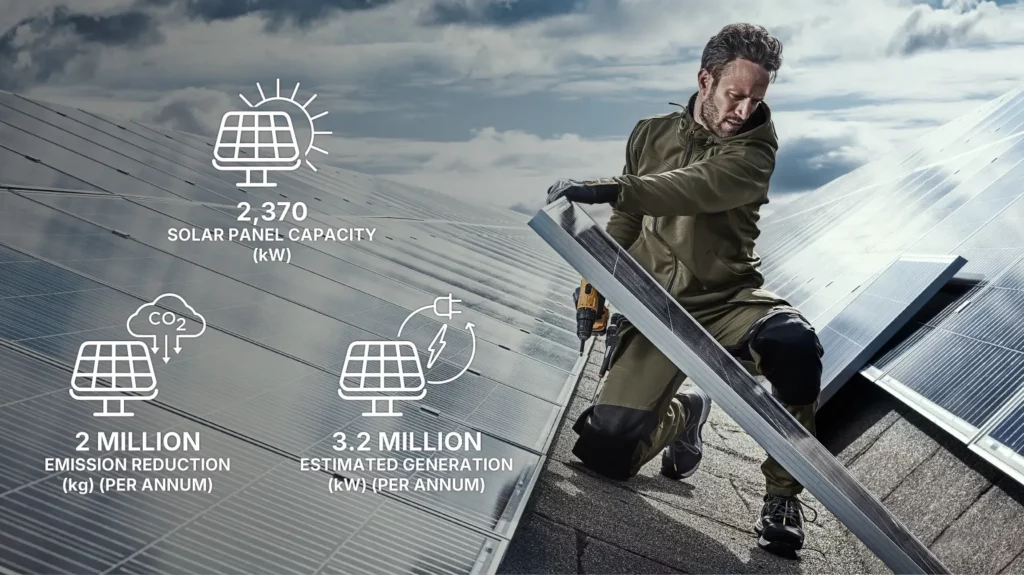 2,370
SOLAR PANEL CAPACITY
(kW)
CO2
2 MILLION
EMISSION REDUCTION
(kg) (PER ANNUM)
3.2 MILLION
ESTIMATED GENERATION
(kW) (PER ANNUM)